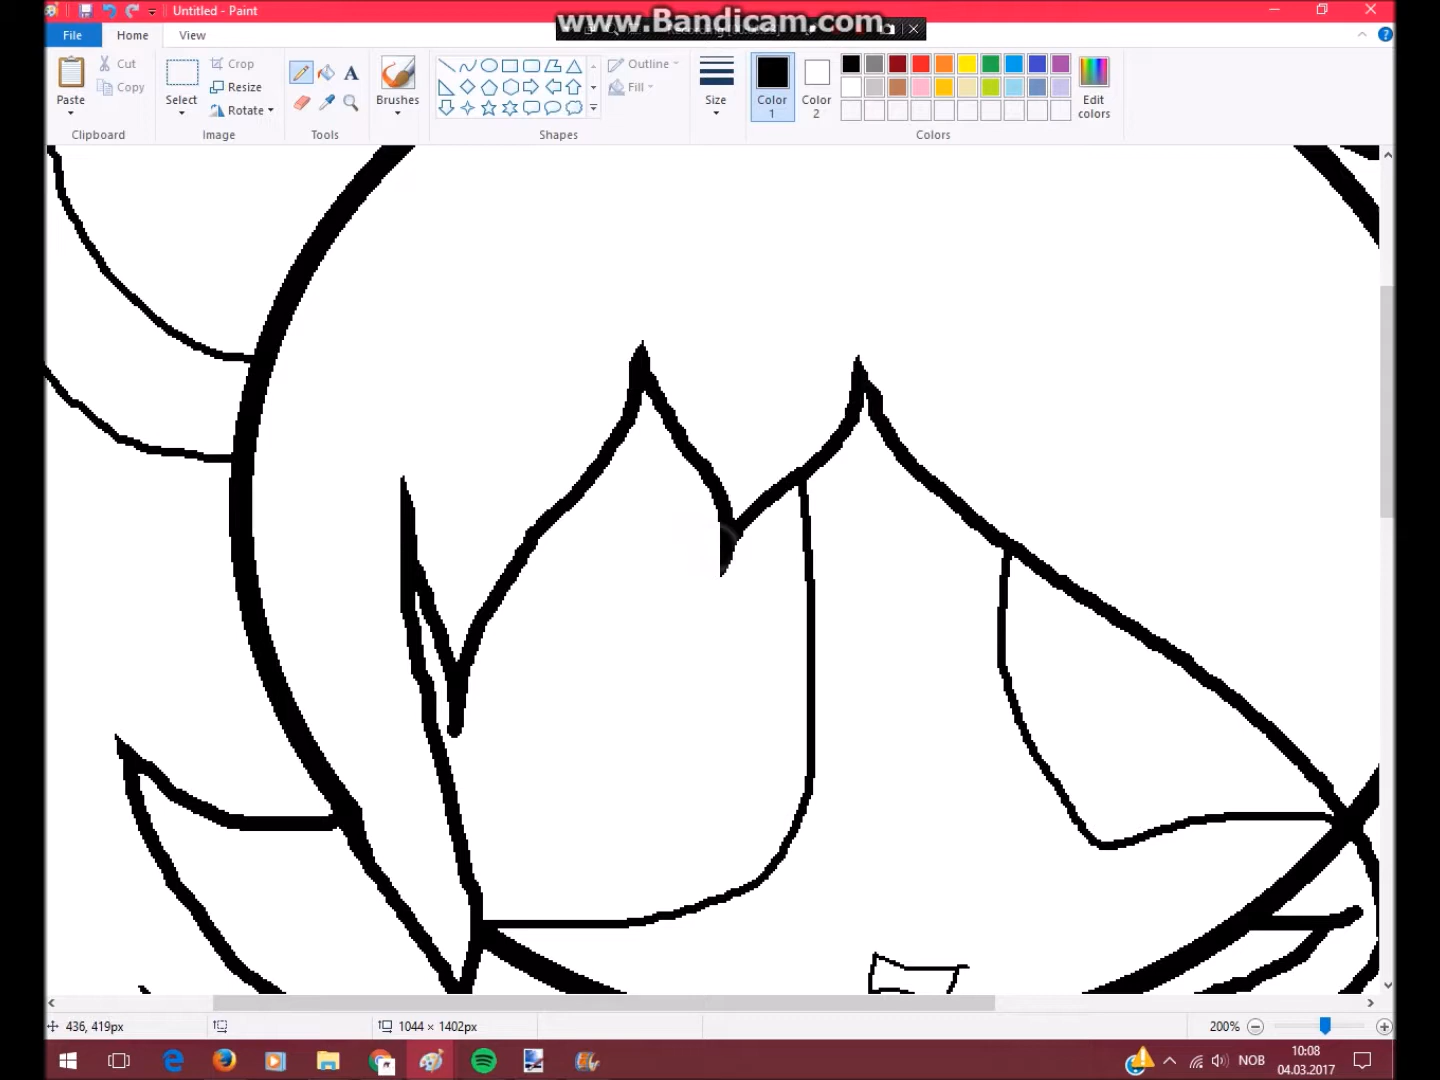 Untitled - Paint
www.Bandicam.com
File
Home
View
Paste
Cut
Copy
Clipboard
Select
Crop
Resize
Rotate
Image
A
Tools
Brushes
Outline
Fill
Shapes
Size
Color 1
Color 2
Edit colors
Colors
436, 419px
1044 × 1402px
200%
NOB
10:08
04.03.2017